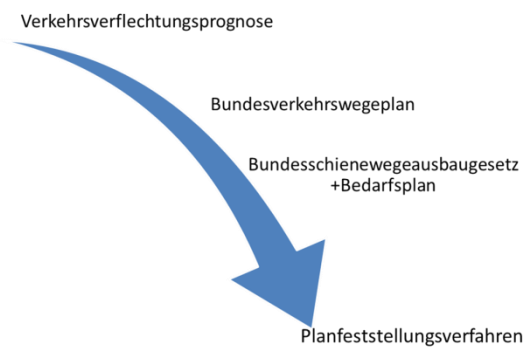 Verkehrsverflechtungsprognose
Bundesverkehrswegeplan
Bundesschienewegeausbaugesetz
+Bedarfsplan
Planfeststellungsverfahren